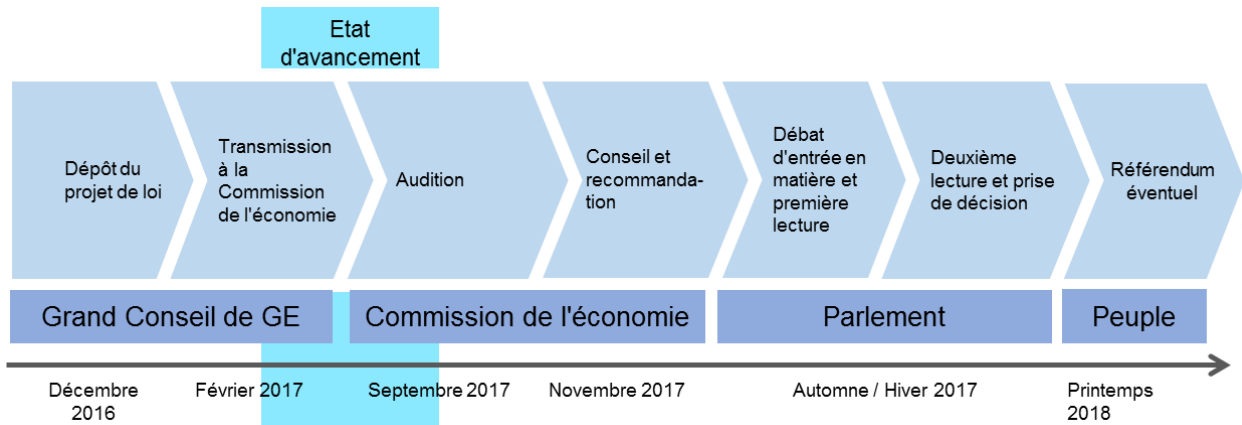 Etat
d'avancement
Dépôt du
projet de loi
Transmission
à la
Commission
de l'économie
Audition
Conseil et
recommanda-
tion
Débat
d'entrée en
matière et
première
lecture
Deuxième
lecture et prise
de décision
Référendum
éventuel
Grand Conseil de GE
Commission de l'économie
Parlement
Peuple
Décembre
2016
Février 2017
Septembre 2017
Novembre 2017
Automne / Hiver 2017
Printemps
2018